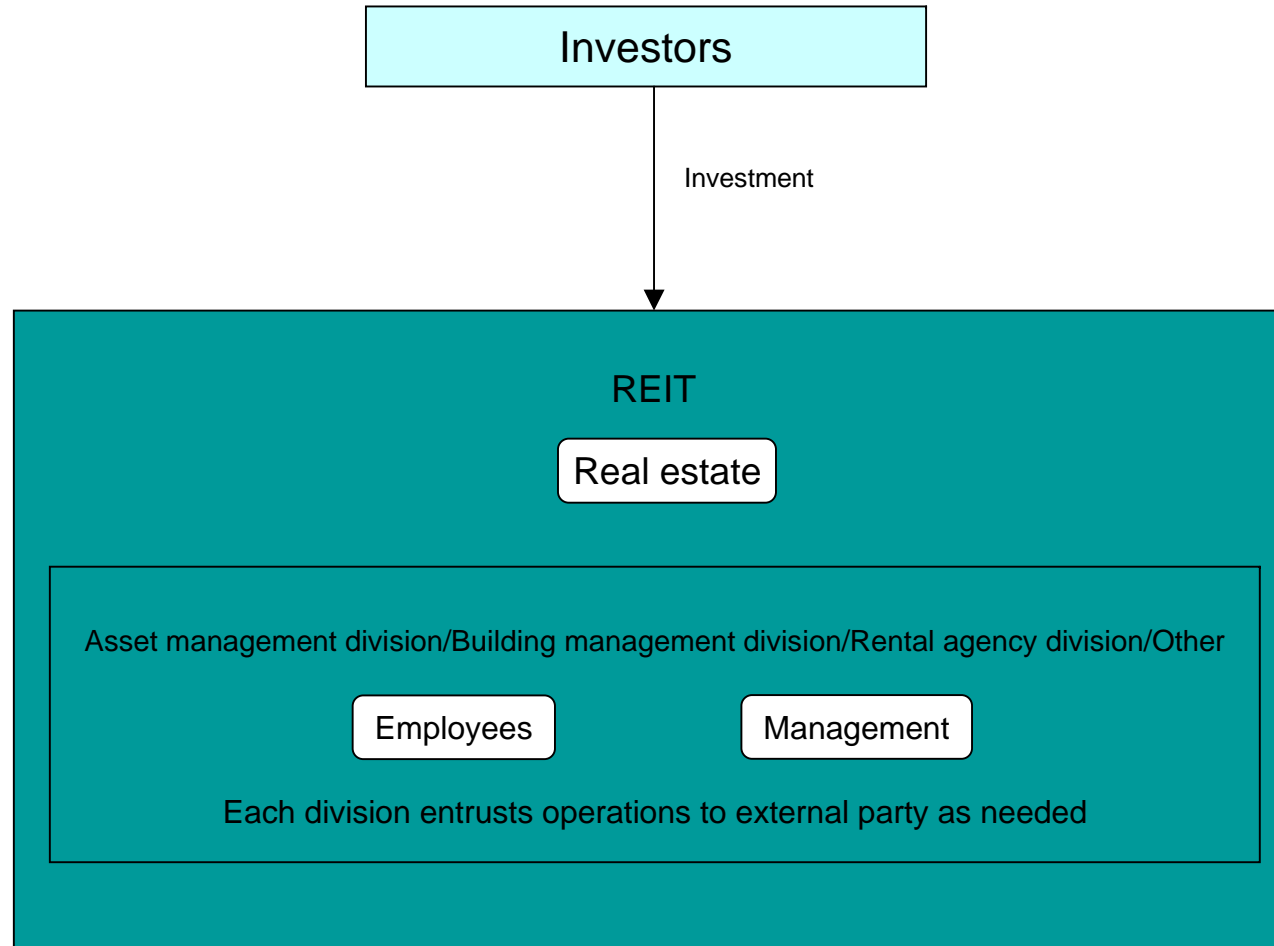 Investors
Investment
REIT
Real estate
Asset management division/Building management division/Rental agency division/Other
Employees
Management
Each division entrusts operations to external party as needed